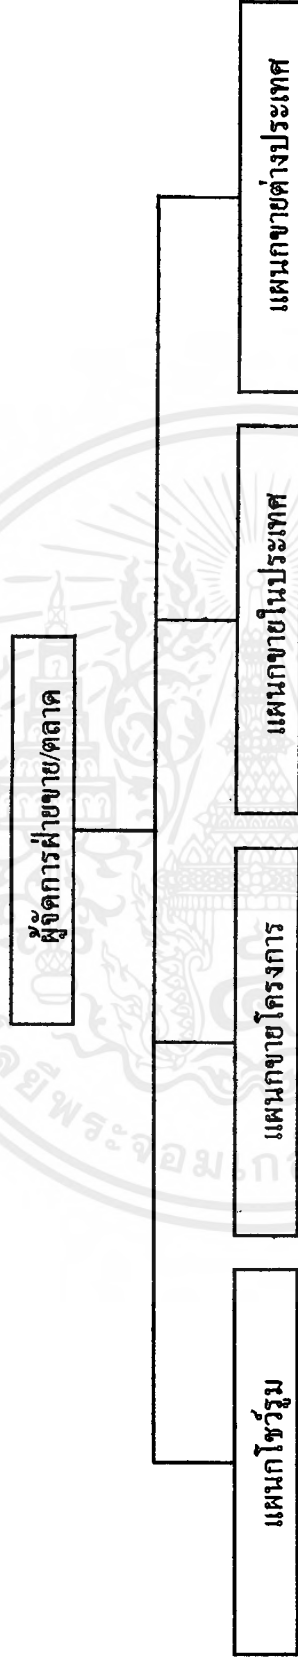 ผู้จัดการฝ่ายขาย/ตลาด
แผนกโชว์รูม
แผนกขายโครงการ
แผนกขายในประเทศ
แผนกขายต่างประเทศ